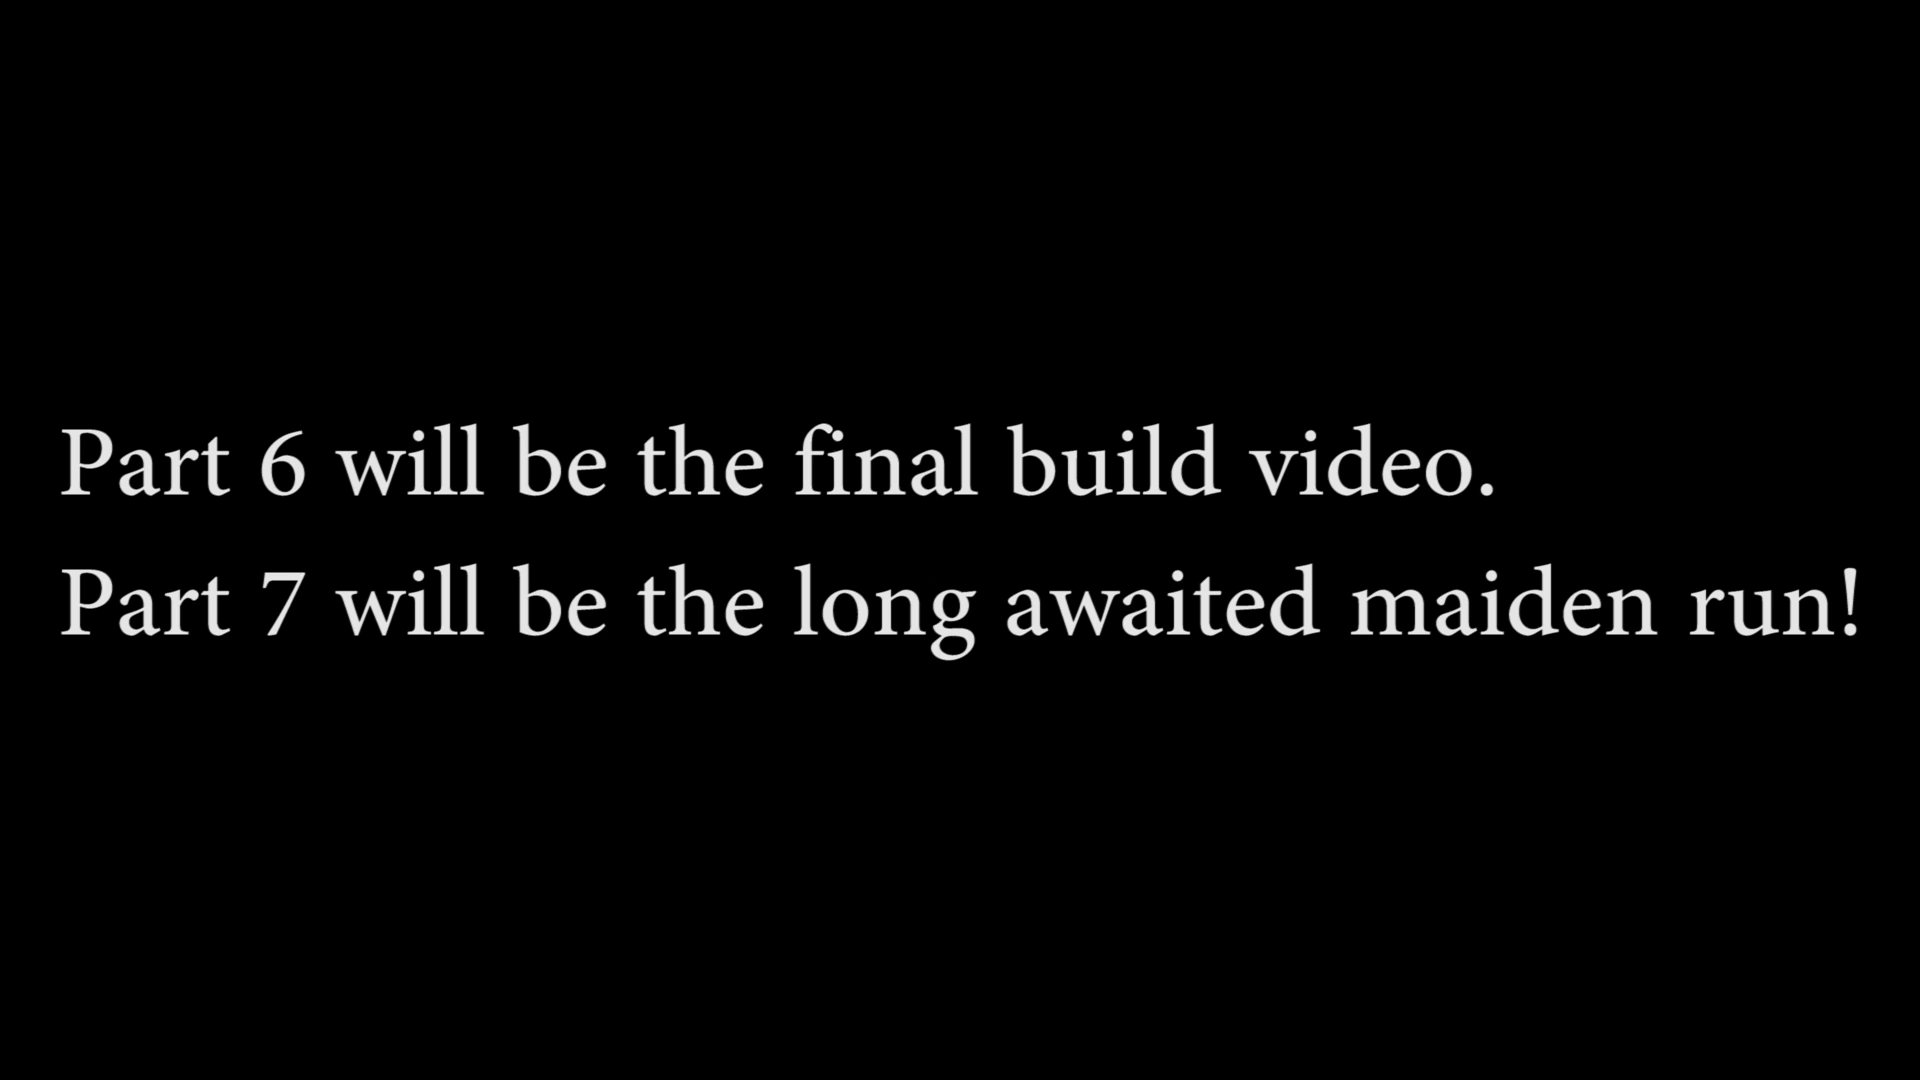 Part 6 will be the final build video.
Part 7 will be the long awaited maiden run!